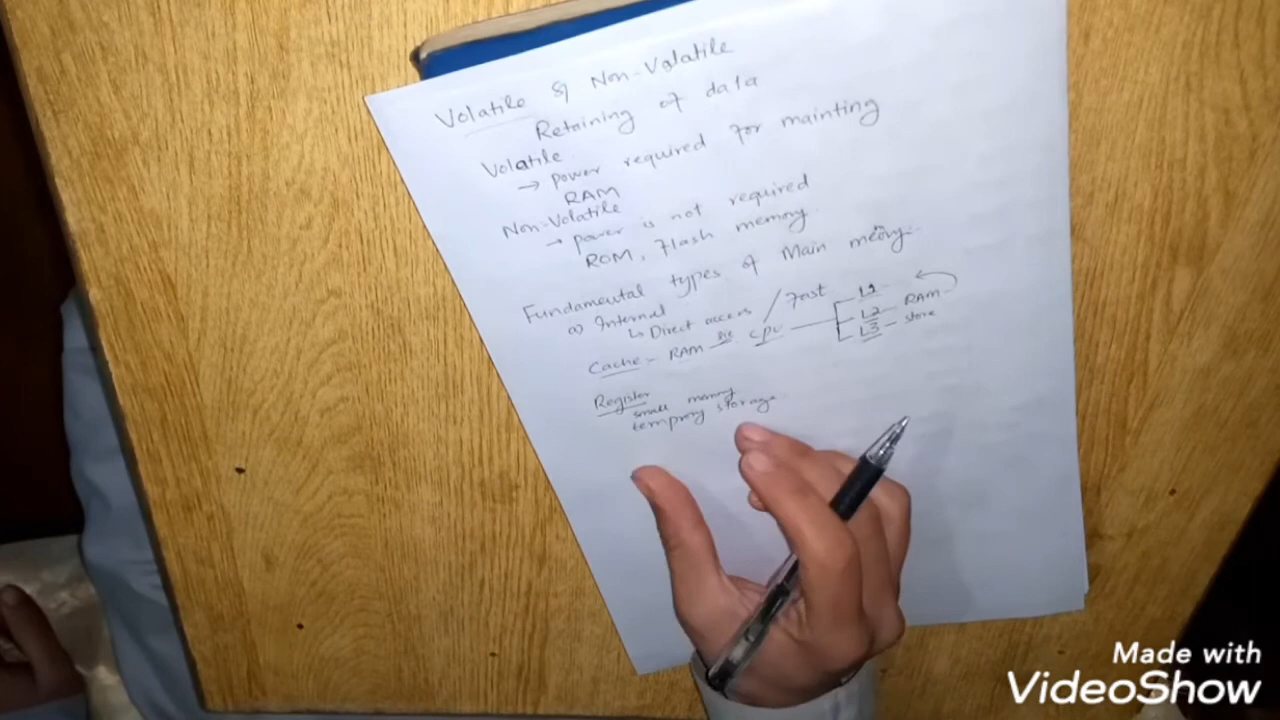 Volatile & Non-Volatile
Retaining of data
Volatile
→ power required for mainting
RAM
Non-Volatile
→ power is not required
ROM, Flash memory.
Fundamental types of Main meory
a) Internal
↳ Direct access / Fast
Cache - RAM CPU L1 L2 L3 RAM store
Register
small memory
temprory storage
Made with
VideoShow